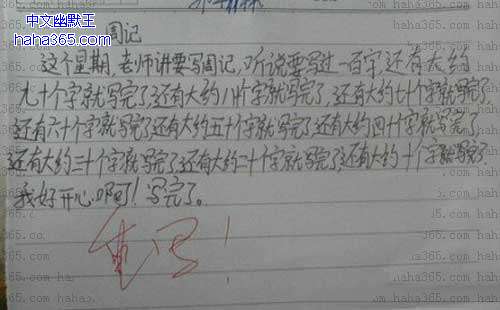 中文幽默王
haha365.com
周记
这个星期,老师讲要写周记,听说要写过一百字,还有大约
九十个字就写完了,还有大约八十个字就写完了,还有大约七十个字就写完了,
还有六十个字就写完了还有大约五十个字就写完了还有大约四十个字就写完了
还有大约三十个字就写完了还有大约二十个字就写完了还有大约十个字就写完了.
我好开心啊!写完了。
重写!